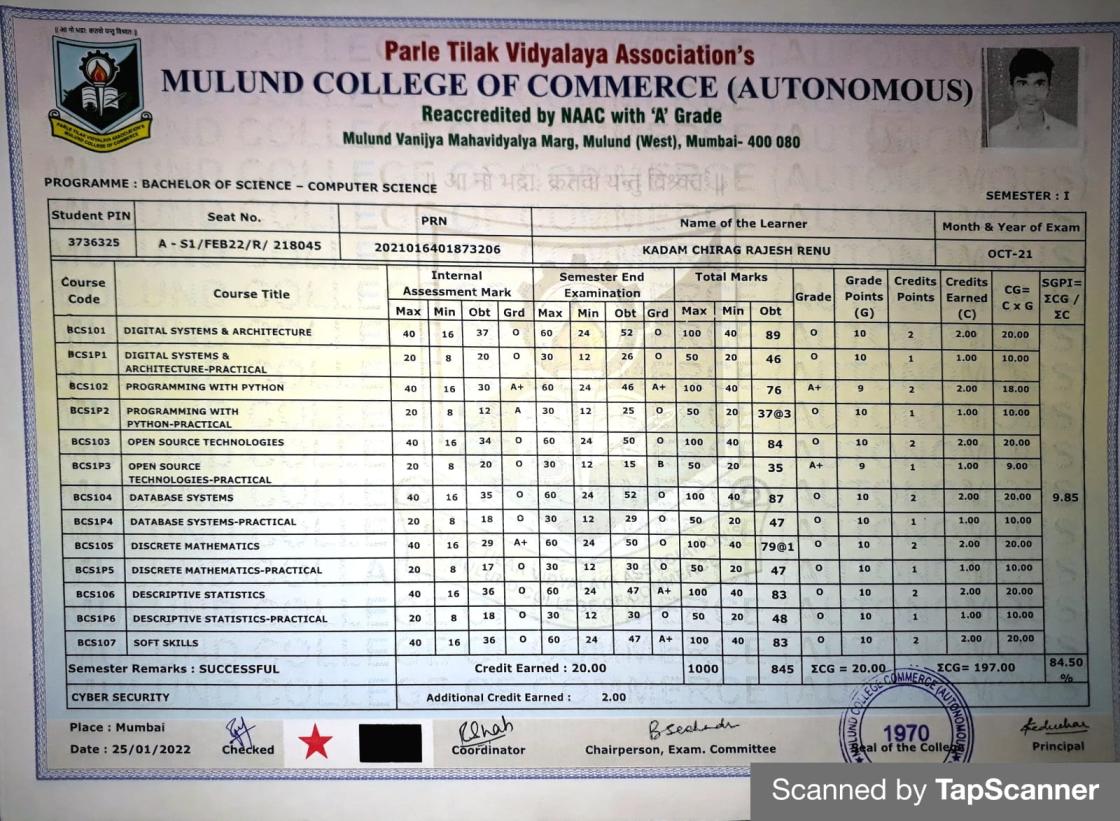 ॥ आ नो भद्राः क्रतवो यन्तु विश्वतः ॥
Parle Tilak Vidyalaya Association's
MULUND COLLEGE OF COMMERCE (AUTONOMOUS)
Reaccredited by NAAC with 'A' Grade
Mulund Vanijya Mahavidyalya Marg, Mulund (West), Mumbai- 400 080
PARLE TILAK VIDYALAYA ASSOCIATION'S
MULUND COLLEGE OF COMMERCE
PROGRAMME : BACHELOR OF SCIENCE – COMPUTER SCIENCE
SEMESTER : I
Student PIN Seat No. PRN Name of the Learner Month & Year of Exam
3736325 A - S1/FEB22/R/ 218045 2021016401873206 KADAM CHIRAG RAJESH RENU OCT-21
Course Code Course Title Internal Assessment Mark Semester End Examination Total Marks Grade Grade Points (G) Credits Points Credits Earned (C) CG= C x G SGPI= ΣCG / ΣC
Max Min Obt Grd Max Min Obt Grd Max Min Obt
BCS101 DIGITAL SYSTEMS & ARCHITECTURE 40 16 37 O 60 24 52 O 100 40 89 O 10 2 2.00 20.00
BCS1P1 DIGITAL SYSTEMS & 20 8 20 O 30 12 26 O 50 20 46 O 10 1 1.00 10.00
ARCHITECTURE-PRACTICAL
BCS102 PROGRAMMING WITH PYTHON 40 16 30 A+ 60 24 46 A+ 100 40 76 A+ 9 2 2.00 18.00
BCS1P2 PROGRAMMING WITH 20 8 12 A 30 12 25 O 50 20 37@3 O 10 1 1.00 10.00
PYTHON-PRACTICAL
BCS103 OPEN SOURCE TECHNOLOGIES 40 16 34 O 60 24 50 O 100 40 84 O 10 2 2.00 20.00
BCS1P3 OPEN SOURCE 20 8 20 O 30 12 15 B 50 20 35 A+ 9 1 1.00 9.00
TECHNOLOGIES-PRACTICAL
BCS104 DATABASE SYSTEMS 40 16 35 O 60 24 52 O 100 40 87 O 10 2 2.00 20.00 9.85
BCS1P4 DATABASE SYSTEMS-PRACTICAL 20 8 18 O 30 12 29 O 50 20 47 O 10 1 1.00 10.00
BCS105 DISCRETE MATHEMATICS 40 16 29 A+ 60 24 50 O 100 40 79@1 O 10 2 2.00 20.00
BCS1P5 DISCRETE MATHEMATICS-PRACTICAL 20 8 17 O 30 12 30 O 50 20 47 O 10 1 1.00 10.00
BCS106 DESCRIPTIVE STATISTICS 40 16 36 O 60 24 47 A+ 100 40 83 O 10 2 2.00 20.00
BCS1P6 DESCRIPTIVE STATISTICS-PRACTICAL 20 8 18 O 30 12 30 O 50 20 48 O 10 1 1.00 10.00
BCS107 SOFT SKILLS 40 16 36 O 60 24 47 A+ 100 40 83 O 10 2 2.00 20.00
Semester Remarks : SUCCESSFUL Credit Earned : 20.00 1000 845 ΣCG = 20.00 ΣCG= 197.00 84.50 %
CYBER SECURITY Additional Credit Earned : 2.00
Place : Mumbai
Date : 25/01/2022
Checked
Coordinator
Chairperson, Exam. Committee
MULUND COLLEGE OF COMMERCE (AUTONOMOUS)
1970
Seal of the College
Principal
Scanned by TapScanner